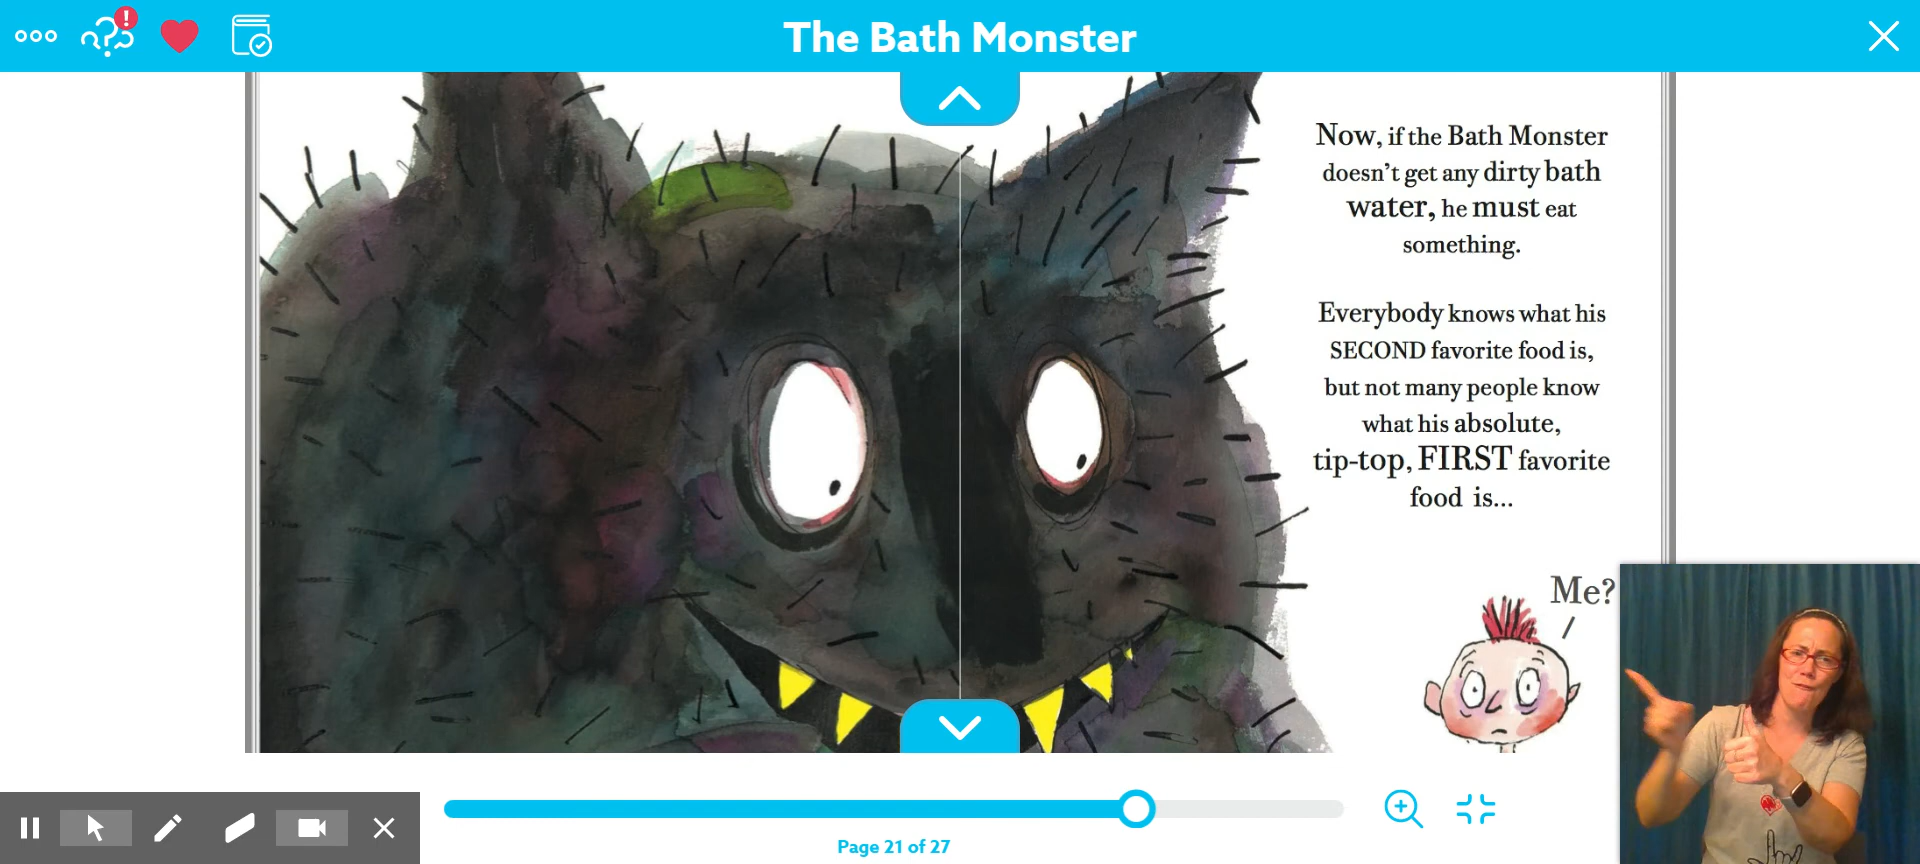 The Bath Monster
Now, if the Bath Monster
doesn't get any dirty bath
water, he must eat
something.
Everybody knows what his
SECOND favorite food is,
but not many people know
what his absolute,
tip-top, FIRST favorite
food is...
Me?
Page 21 of 27